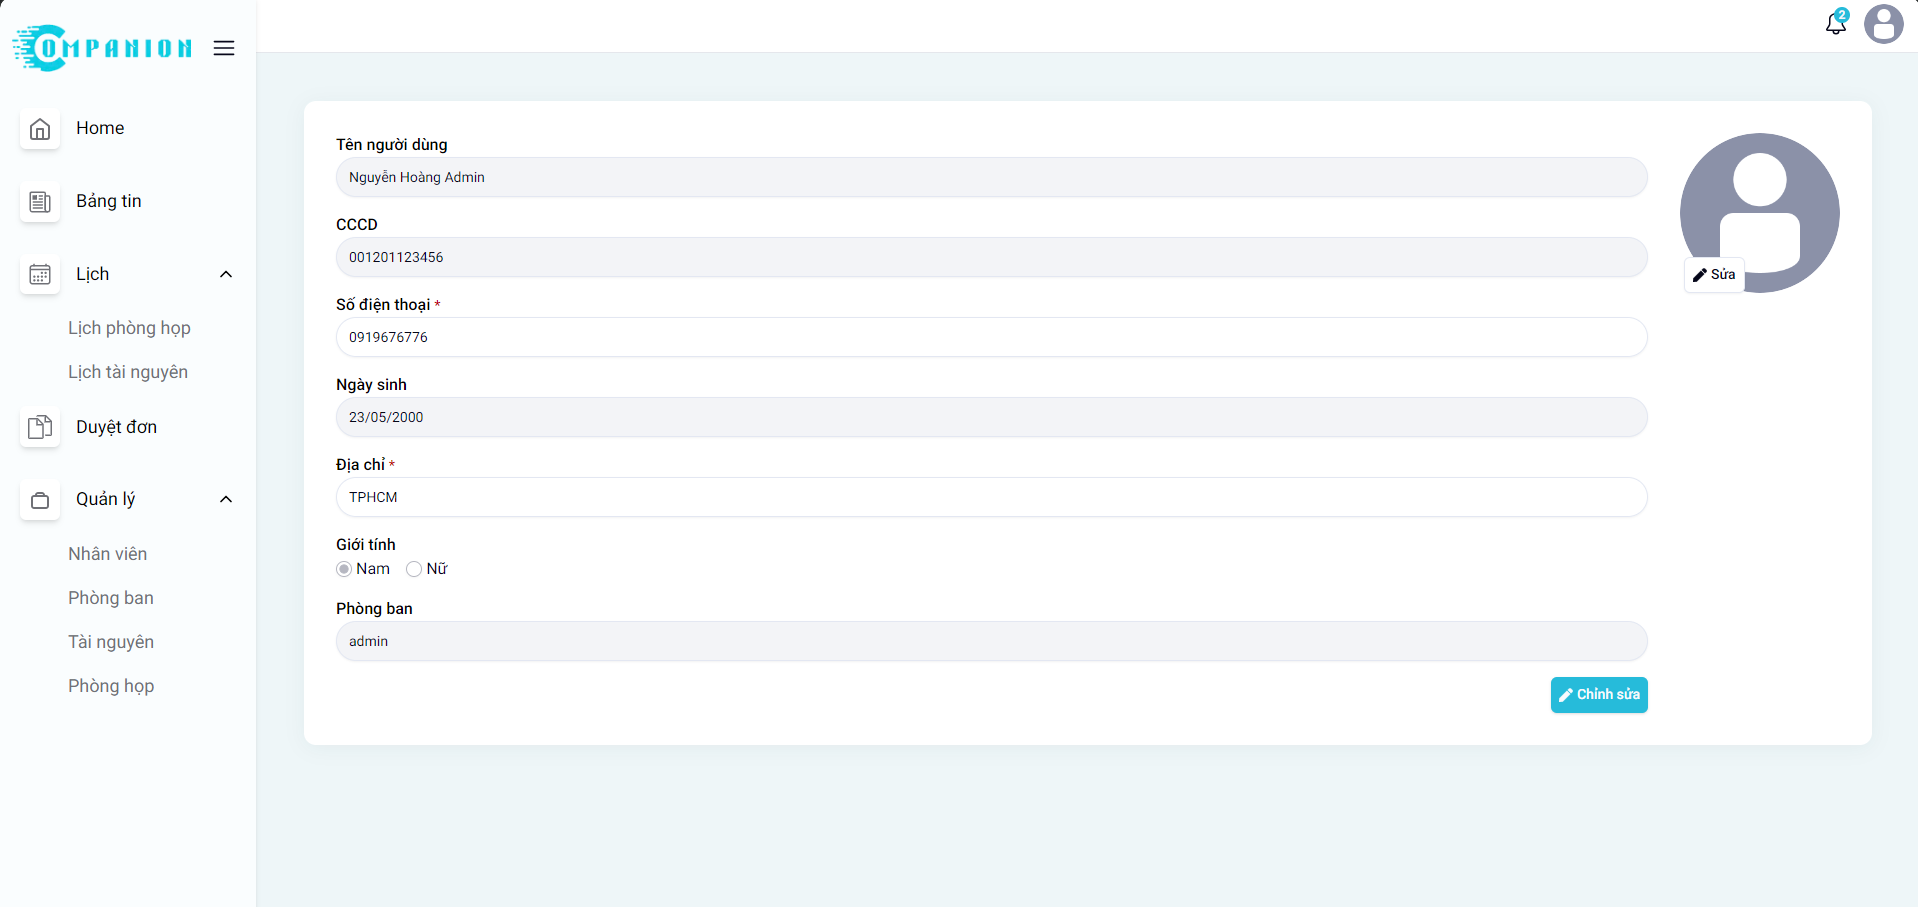 COMPANION
2
Home
Bảng tin
Lịch
Lịch phòng họp
Lịch tài nguyên
Duyệt đơn
Quản lý
Nhân viên
Phòng ban
Tài nguyên
Phòng họp
Tên người dùng
Nguyễn Hoàng Admin
CCCD
001201123456
Số điện thoại *
0919676776
Ngày sinh
23/05/2000
Địa chỉ *
TPHCM
Giới tính
Nam Nữ
Phòng ban
admin
Chỉnh sửa
Sửa